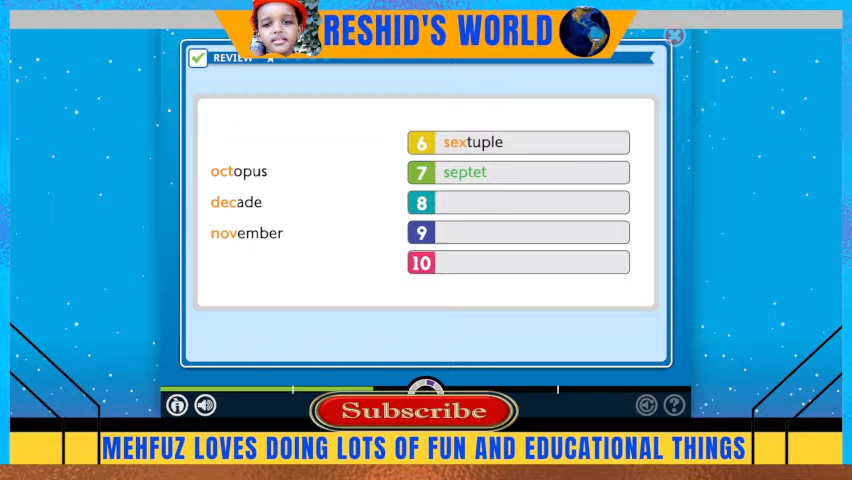 RESHID'S WORLD
REVIEW
6 sextuple
octopus
7 septet
decade
8
november
9
10
Subscribe
MEHFUZ LOVES DOING LOTS OF FUN AND EDUCATIONAL THINGS